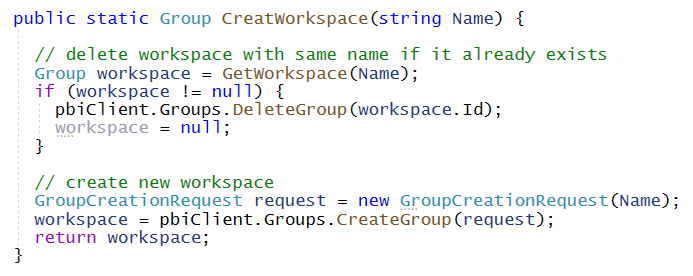 public static Group CreatWorkspace(string Name) {
// delete workspace with same name if it already exists
Group workspace = GetWorkspace(Name);
if (workspace != null) {
pbiClient.Groups.DeleteGroup(workspace.Id);
workspace = null;
}
// create new workspace
GroupCreationRequest request = new GroupCreationRequest(Name);
workspace = pbiClient.Groups.CreateGroup(request);
return workspace;
}